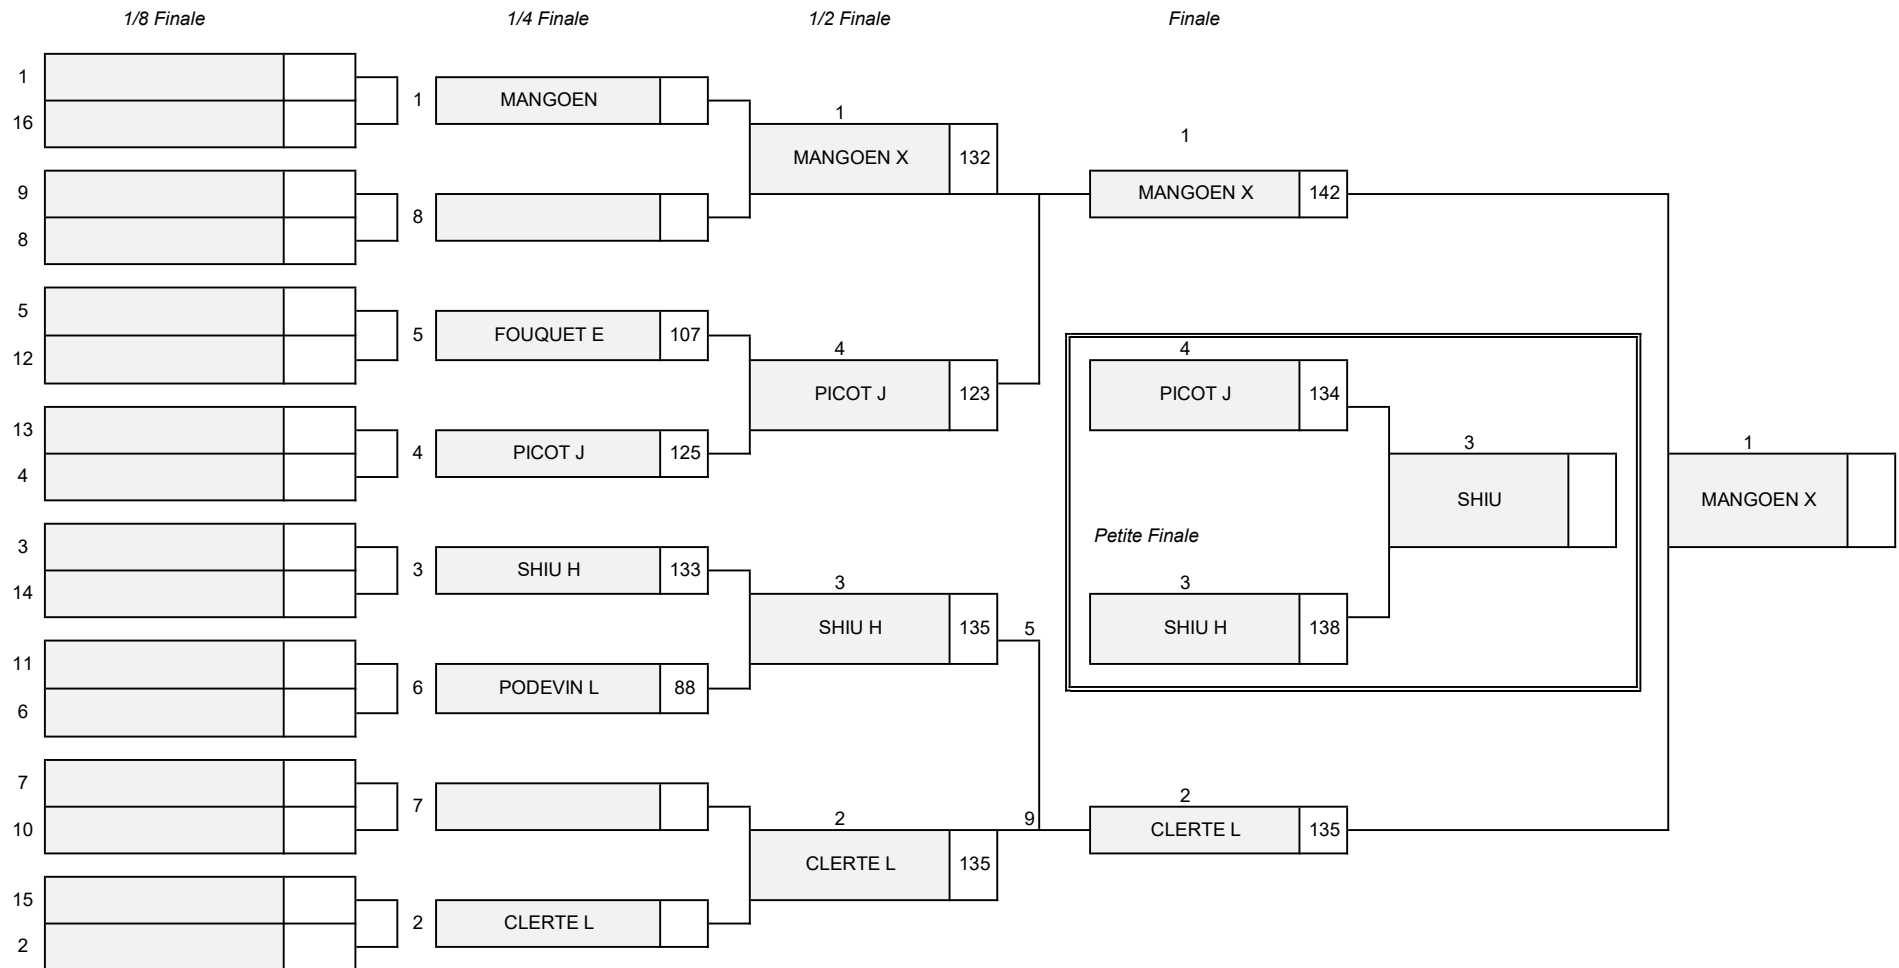 1/8 Finale 1/4 Finale 1/2 Finale Finale
1
16
9
8
5
12
13
4
3
14
11
6
7
10
15
2
1 MANGOEN
8
5 FOUQUET E 107
4 PICOT J 125
3 SHIU H 133
6 PODEVIN L 88
7
2 CLERTE L
1
MANGOEN X 132
4
PICOT J 123
3
SHIU H 135 5
2 9
CLERTE L 135
1
MANGOEN X 142
4
PICOT J 134
3
SHIU
Petite Finale
3
SHIU H 138
2
CLERTE L 135
1
MANGOEN X